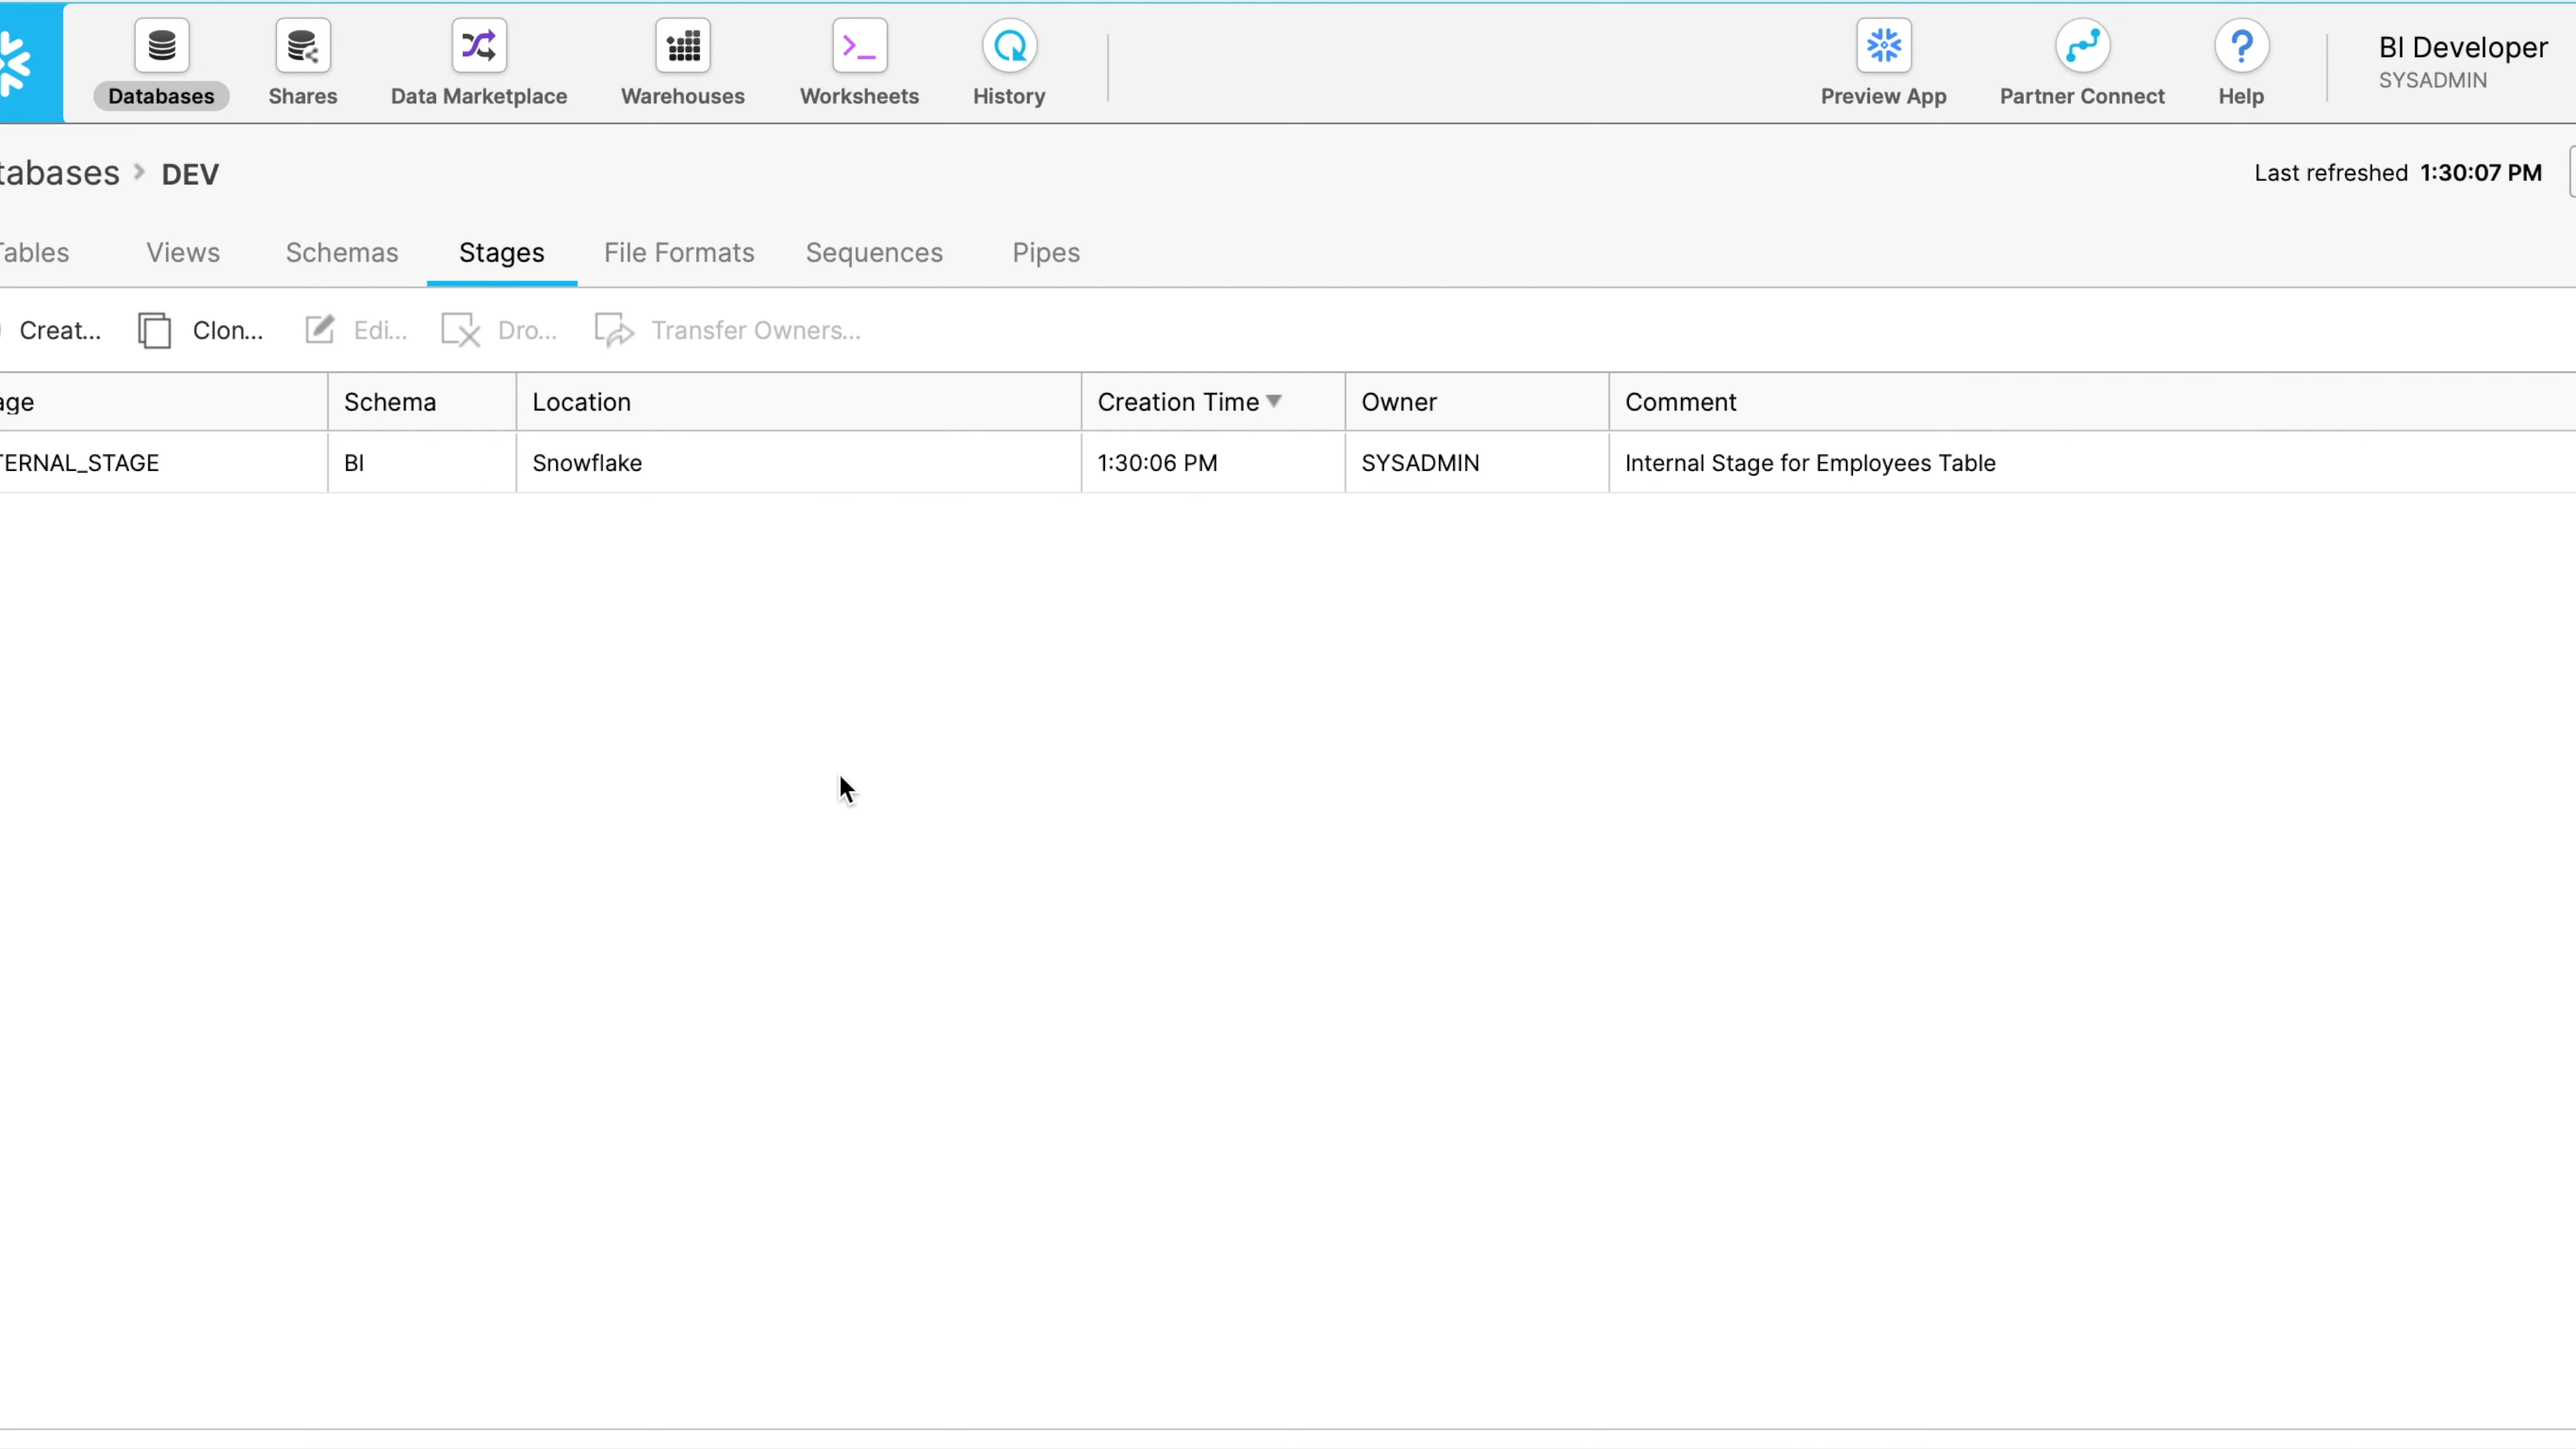 Databases Shares Data Marketplace Warehouses Worksheets History Preview App Partner Connect Help BI Developer
SYSADMIN
tabases > DEV Last refreshed 1:30:07 PM
Tables Views Schemas Stages File Formats Sequences Pipes
Creat... Clon... Edi... Dro... Transfer Owners...
age Schema Location Creation Time Owner Comment
TERNAL_STAGE BI Snowflake 1:30:06 PM SYSADMIN Internal Stage for Employees Table